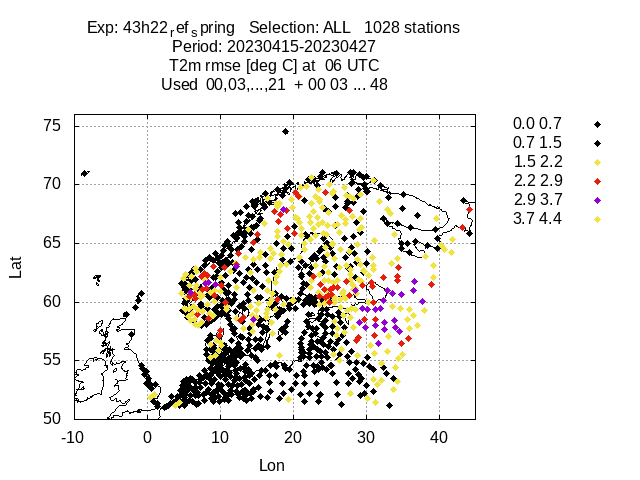 Exp: 43h22refspring Selection: ALL 1028 stations
Period: 20230415-20230427
T2m rmse [deg C] at 06 UTC
Used 00,03,...,21 + 00 03 ... 48
75
70
65
60
55
50
Lat
-10 0 10 20 30 40
Lon
0.0 0.7
0.7 1.5
1.5 2.2
2.2 2.9
2.9 3.7
3.7 4.4